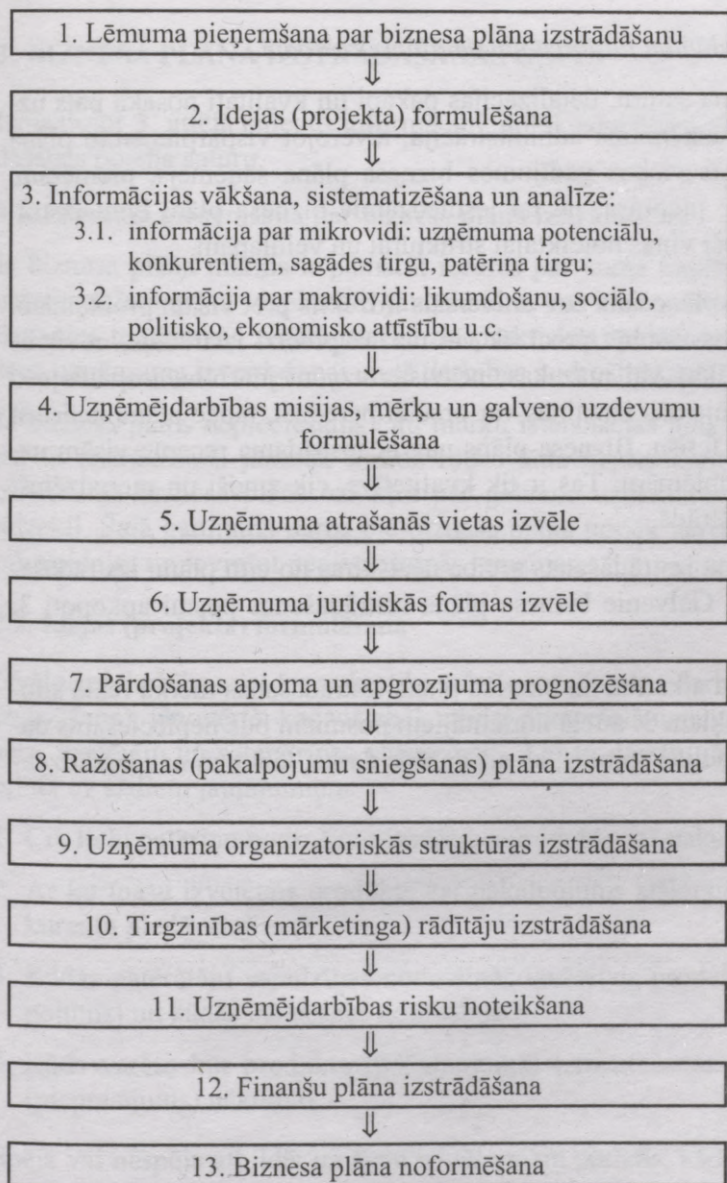 1. Lēmuma pieņemšana par biznesa plāna izstrādāšanu
⇓
2. Idejas (projekta) formulēšana
⇓
3. Informācijas vākšana, sistematizēšana un analīze:
3.1. informācija par mikrovidi: uzņēmuma potenciālu,
konkurentiem, sagādes tirgu, patēriņa tirgu;
3.2. informācija par makrovidi: likumdošanu, sociālo,
politisko, ekonomisko attīstību u.c.
⇓
4. Uzņēmējdarbības misijas, mērķu un galveno uzdevumu
formulēšana
⇓
5. Uzņēmuma atrašanās vietas izvēle
⇓
6. Uzņēmuma juridiskās formas izvēle
⇓
7. Pārdošanas apjoma un apgrozījuma prognozēšana
⇓
8. Ražošanas (pakalpojumu sniegšanas) plāna izstrādāšana
⇓
9. Uzņēmuma organizatoriskās struktūras izstrādāšana
⇓
10. Tirgzinības (mārketinga) rādītāju izstrādāšana
⇓
11. Uzņēmējdarbības risku noteikšana
⇓
12. Finanšu plāna izstrādāšana
⇓
13. Biznesa plāna noformēšana